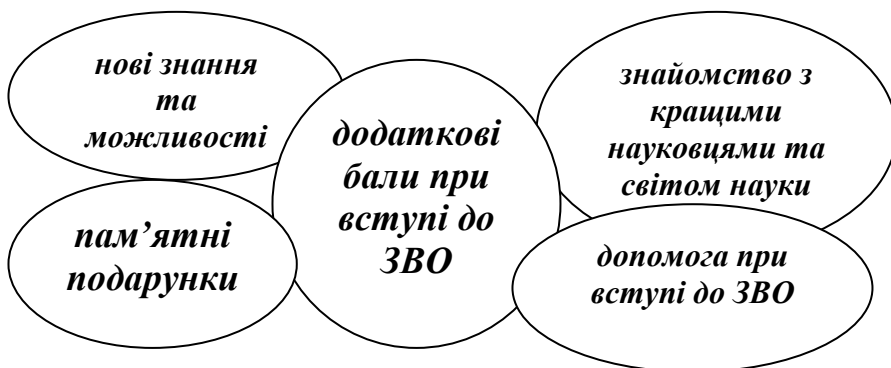 нові знання
та
можливості
пам’ятні
подарунки
додаткові
бали при
вступі до
ЗВО
знайомство з
кращими
науковцями та
світом науки
допомога при
вступі до ЗВО